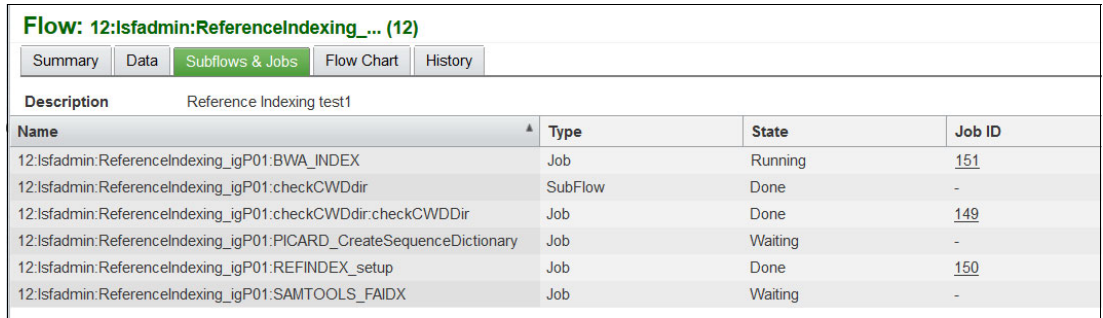 Flow: 12:lsfadmin:ReferenceIndexing_... (12)
Summary Data Subflows & Jobs Flow Chart History
Description Reference Indexing test1
Name Type State Job ID
12:lsfadmin:ReferenceIndexing_igP01:BWA_INDEX Job Running 151
12:lsfadmin:ReferenceIndexing_igP01:checkCWDdir SubFlow Done -
12:lsfadmin:ReferenceIndexing_igP01:checkCWDdir:checkCWDDir Job Done 149
12:lsfadmin:ReferenceIndexing_igP01:PICARD_CreateSequenceDictionary Job Waiting -
12:lsfadmin:ReferenceIndexing_igP01:REFINDEX_setup Job Done 150
12:lsfadmin:ReferenceIndexing_igP01:SAMTOOLS_FAIDX Job Waiting -